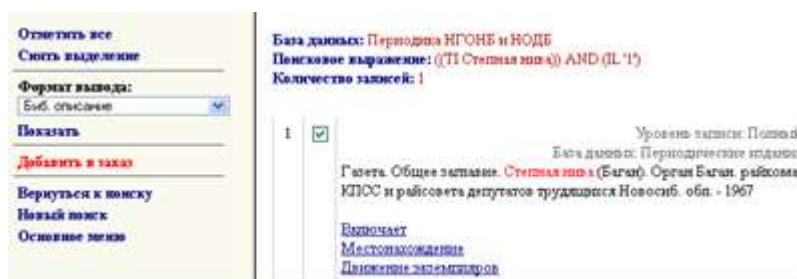 Отметить все
Снять выделение
Формат вывода:
Биб. описание
Показать
Добавить в заказ
Вернуться к поиску
Новый поиск
Основное меню
База данных: Периодика НГОНБ и НОДБ
Поисковое выражение: ((TI Степная нива)) AND (IL '1')
Количество записей: 1
1
Уровень записи: Полный
База данных: Периодические издани
Газета. Общее заглавие. Степная нива (Баган). Орган Баган. райкома
КПСС и райсовета депутатов трудящихся Новосиб. обл. - 1967
Включает
Местонахождение
Движение экземпляров